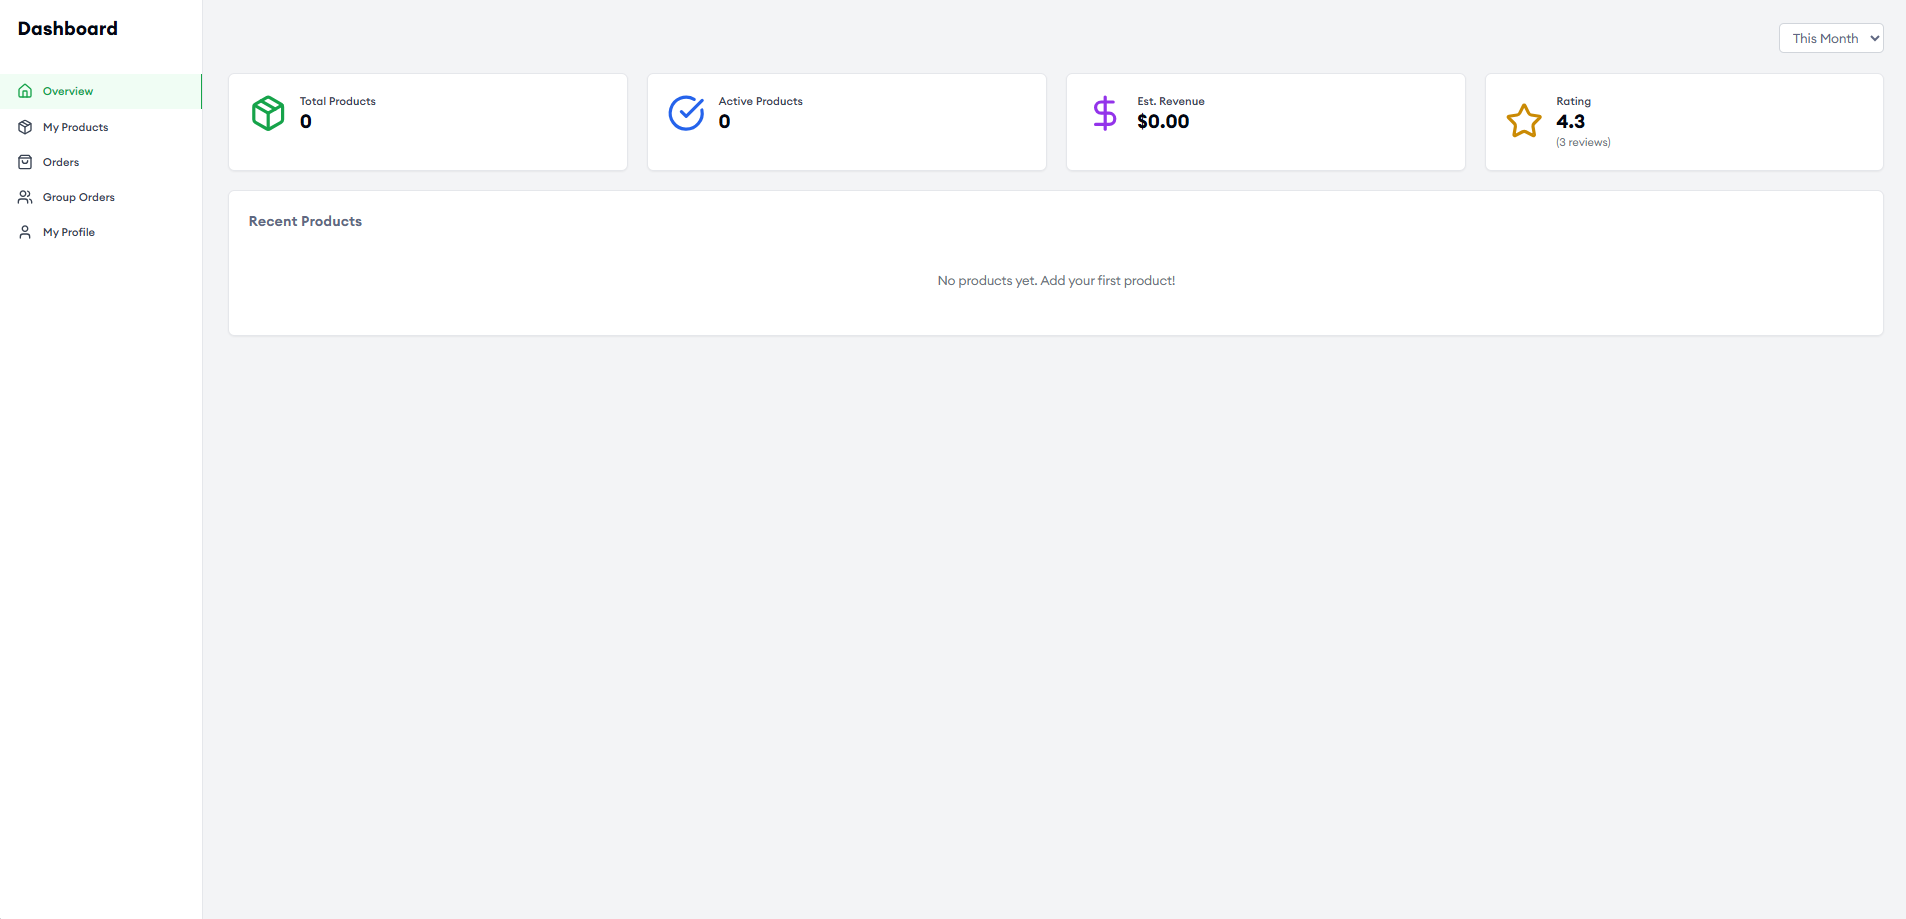 Dashboard
Overview
My Products
Orders
Group Orders
My Profile
This Month
Total Products
0
Active Products
0
Est. Revenue
$0.00
Rating
4.3
(3 reviews)
Recent Products
No products yet. Add your first product!